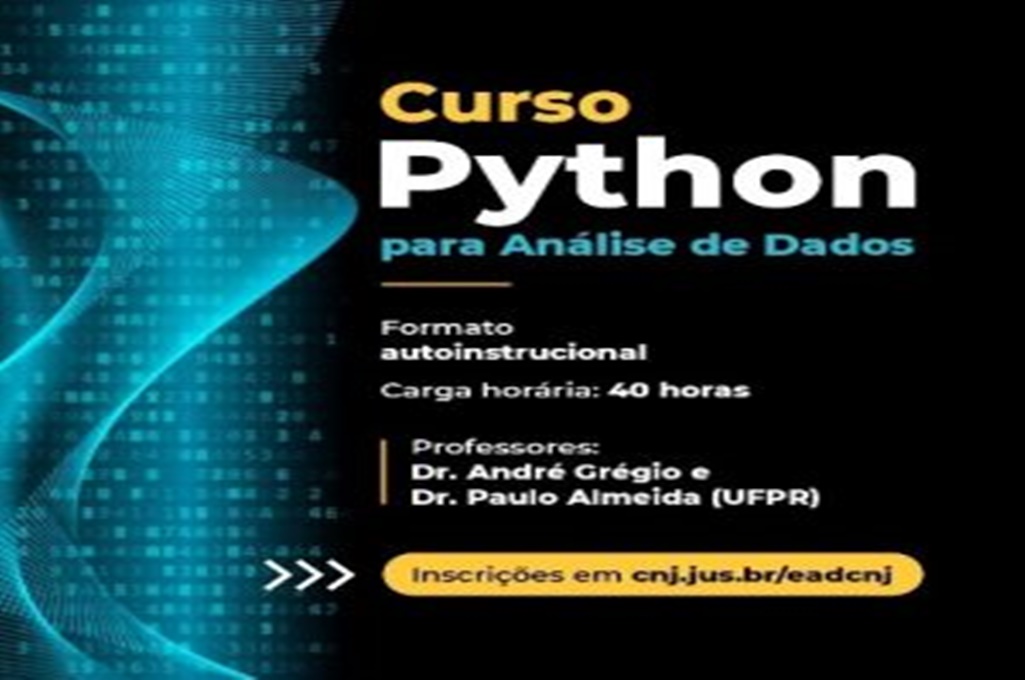 Curso
Python
para Análise de Dados
Formato
autoinstrucional
Carga horária: 40 horas
Professores:
Dr. André Grégio e
Dr. Paulo Almeida (UFPR)
Inscrições em cnj.jus.br/eadcnj